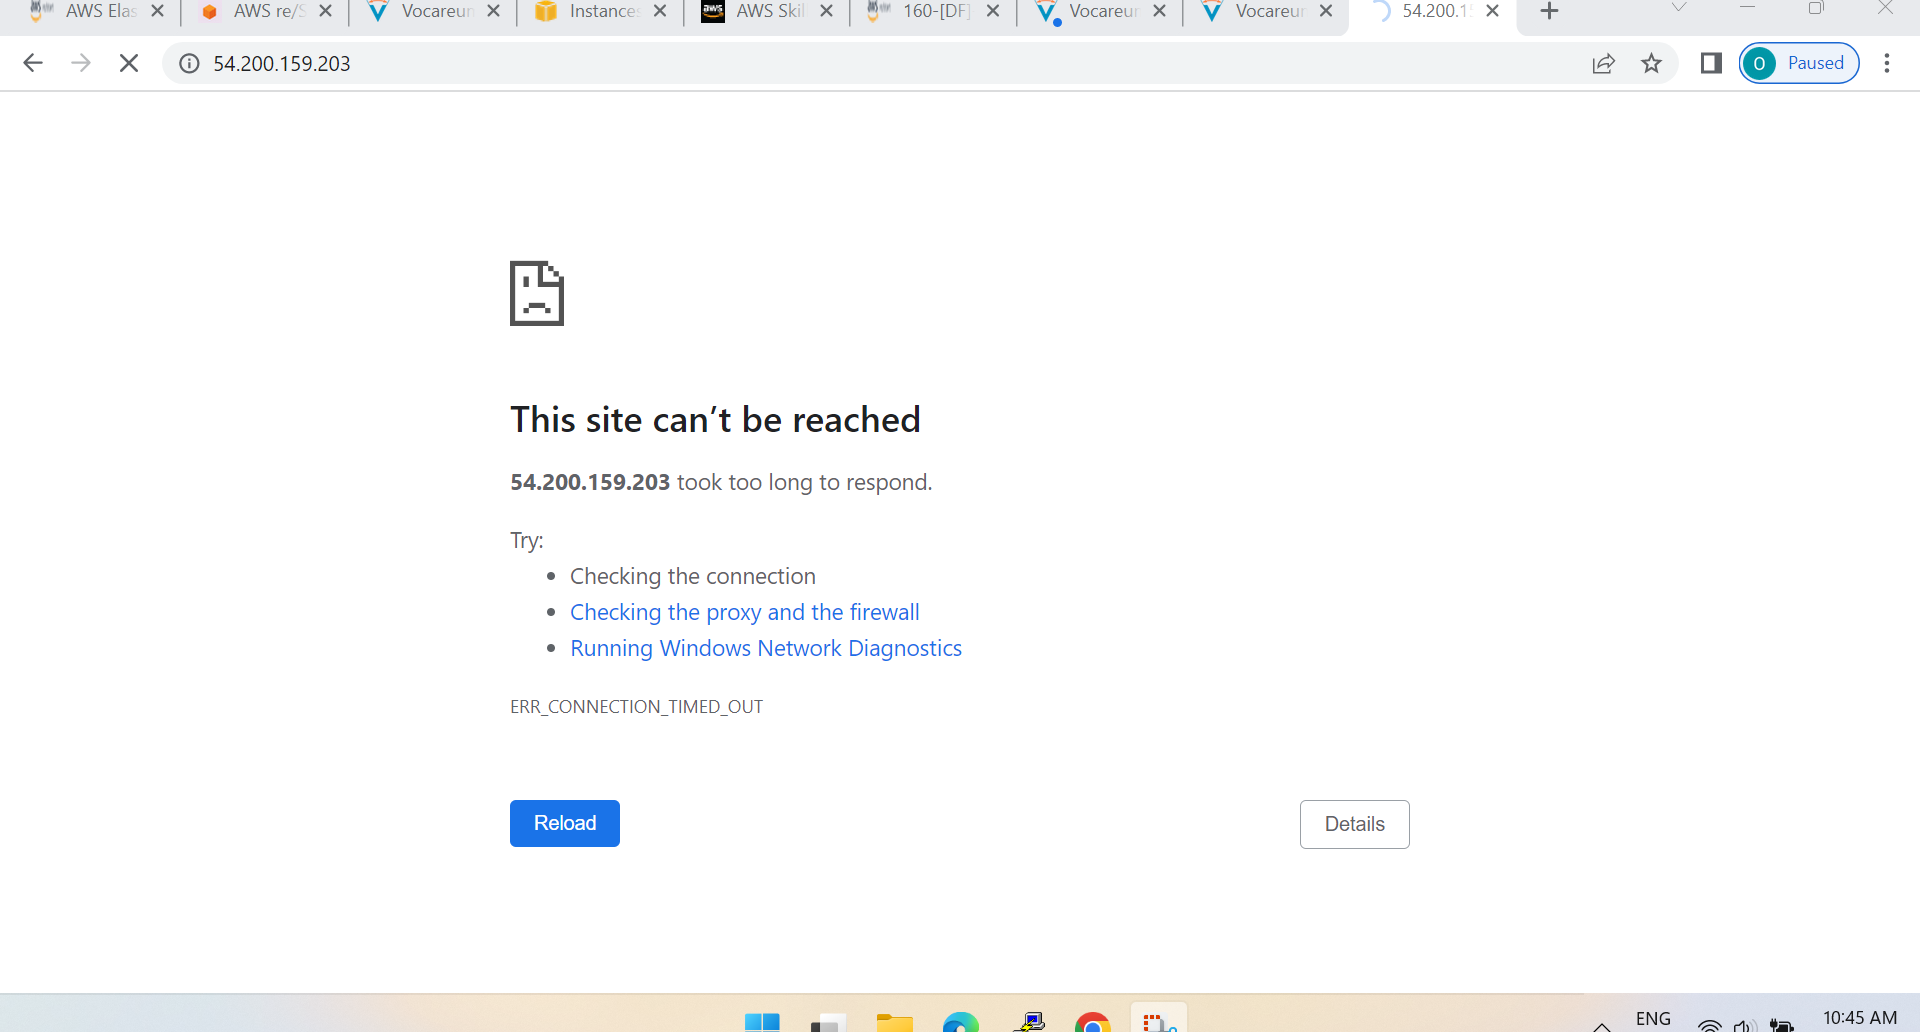 AWS Elas
AWS re/S
Vocareun
Instances
AWS Skil
160-[DF]
Vocareun
Vocareun
54.200.15
54.200.159.203
O
Paused
This site can't be reached
54.200.159.203 took too long to respond.
Try:
Checking the connection
Checking the proxy and the firewall
Running Windows Network Diagnostics
ERR_CONNECTION_TIMED_OUT
Reload
Details
ENG
10:45 AM